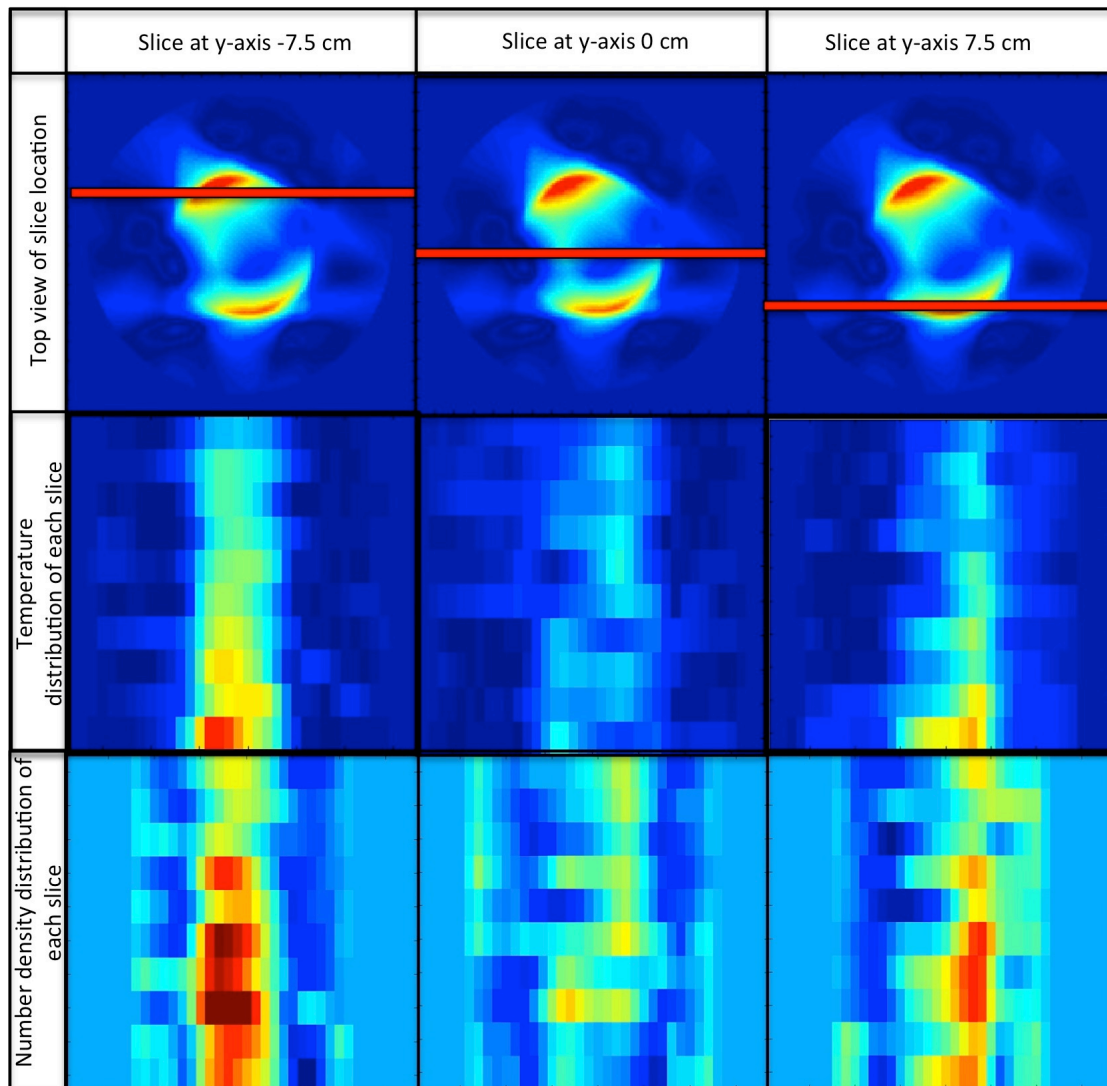 Slice at y-axis -7.5 cm
Slice at y-axis 0 cm
Slice at y-axis 7.5 cm
Top view of slice location
Temperature
distribution of each slice
Number density distribution of
each slice